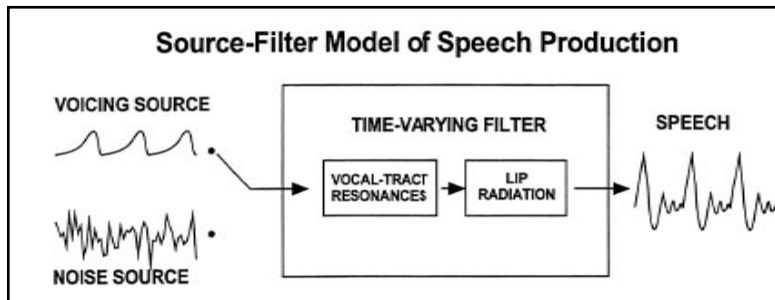 Source-Filter Model of Speech Production
VOICING SOURCE
TIME-VARYING FILTER
SPEECH
VOCAL-TRACT
RESONANCES
LIP
RADIATION
NOISE SOURCE